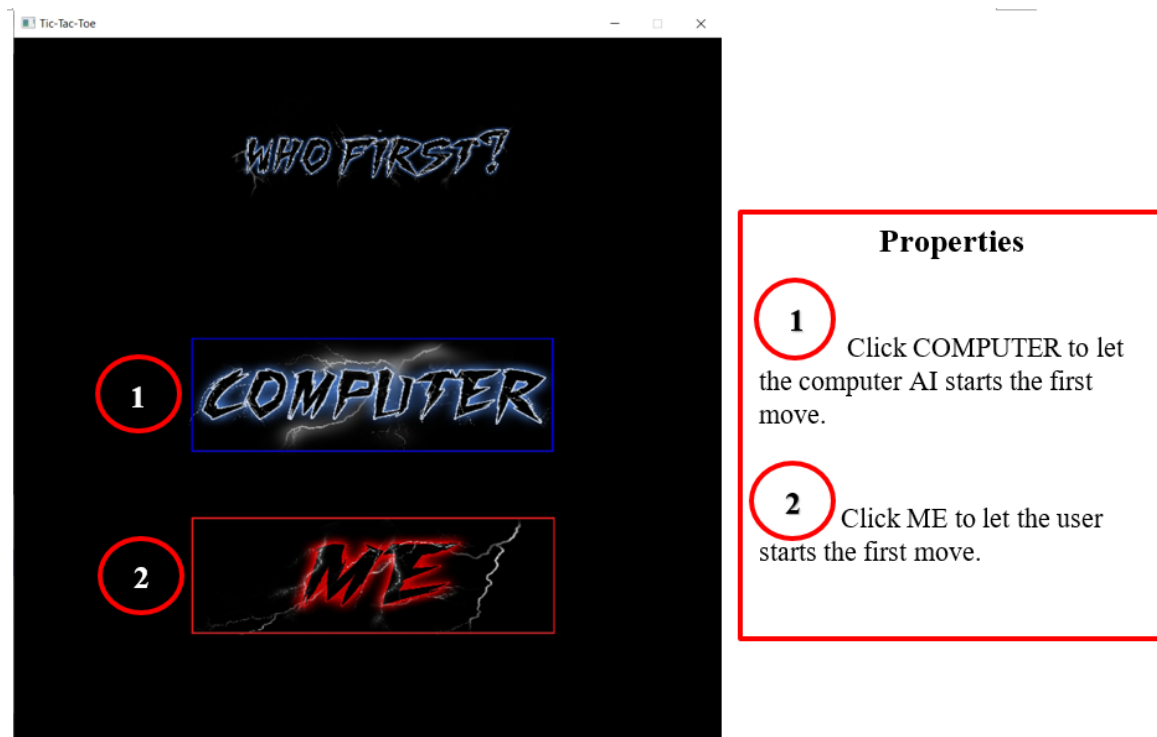 Tic-Tac-Toe
WHO FIRST?
1
COMPUTER
2
ME
Properties
1
Click COMPUTER to let
the computer AI starts the first
move.
2
Click ME to let the user
starts the first move.